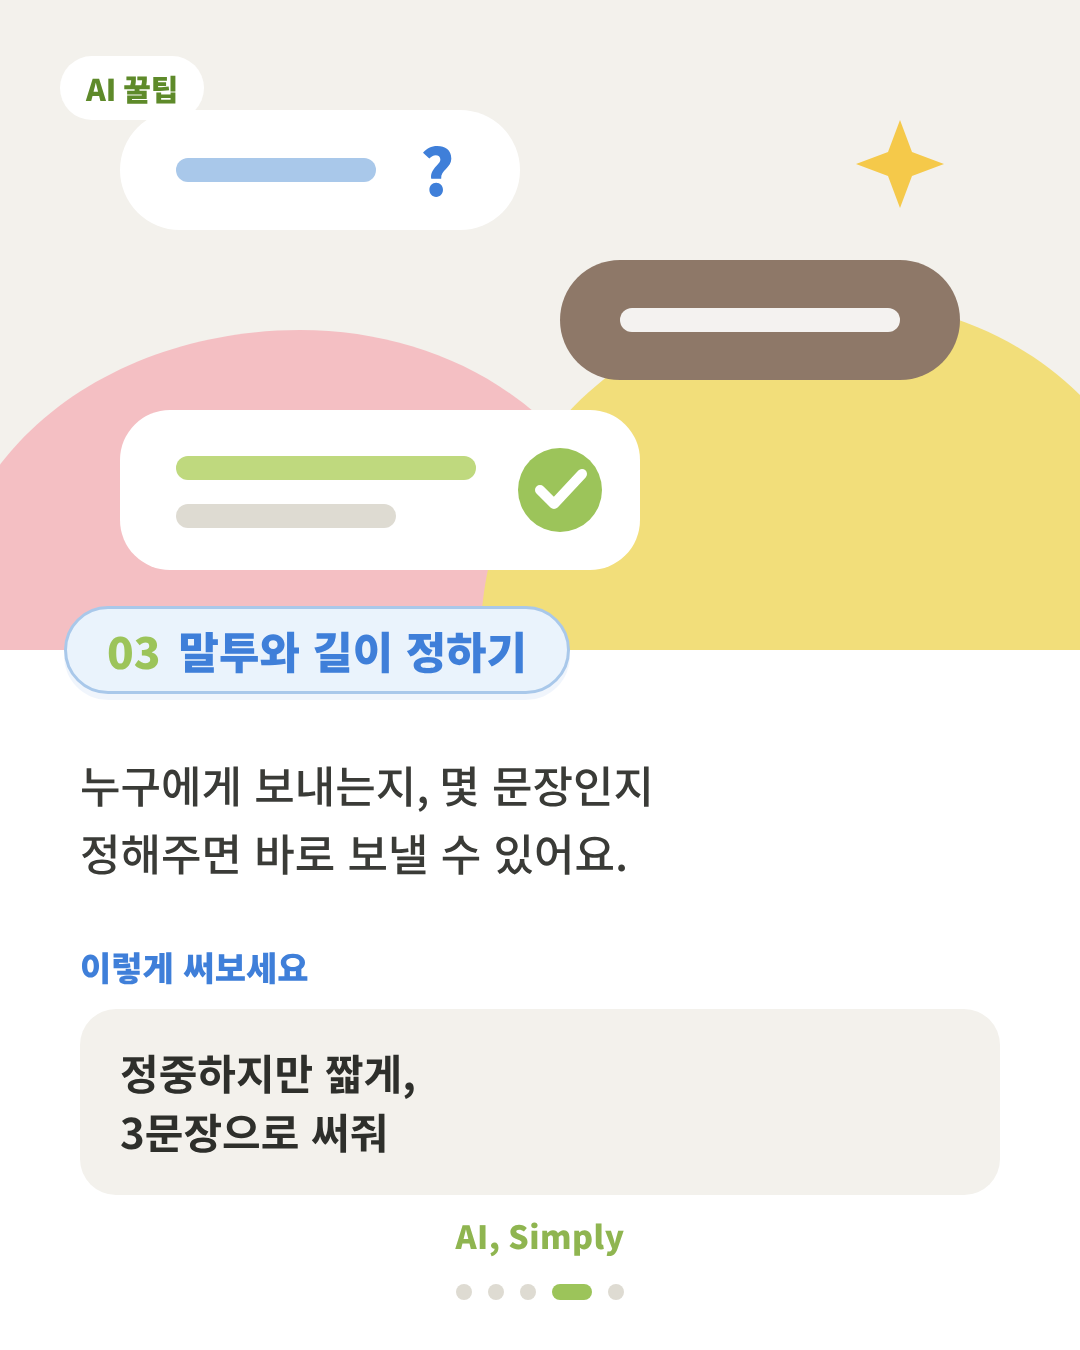 AI 꿀팁
?
03 말투와 길이 정하기
누구에게 보내는지, 몇 문장인지
정해주면 바로 보낼 수 있어요.
이렇게 써보세요
정중하지만 짧게,
3문장으로 써줘
AI, Simply